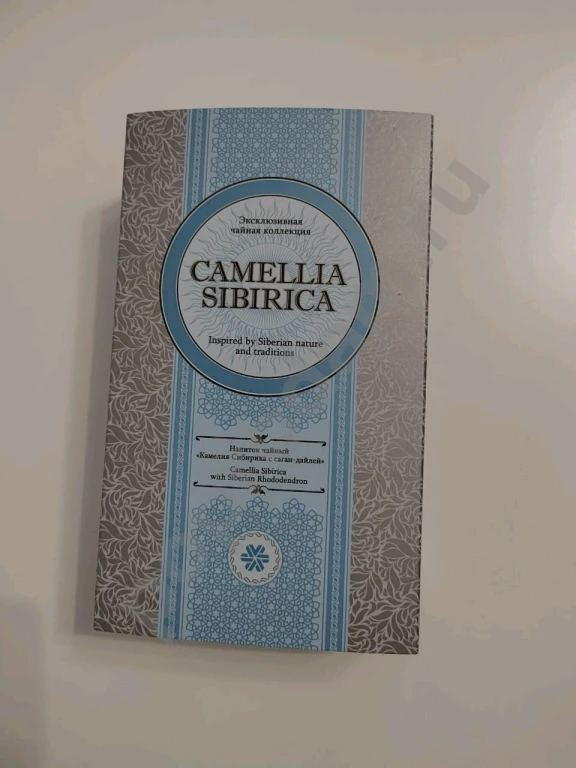 Эксклюзивная
чайная коллекция
CAMELLIA
SIBIRICA
Inspired by Siberian nature
and traditions
Напиток чайный
«Камелия Сибирика с саган-дайлей»
Camellia Sibirica
with Siberian Rhododendron